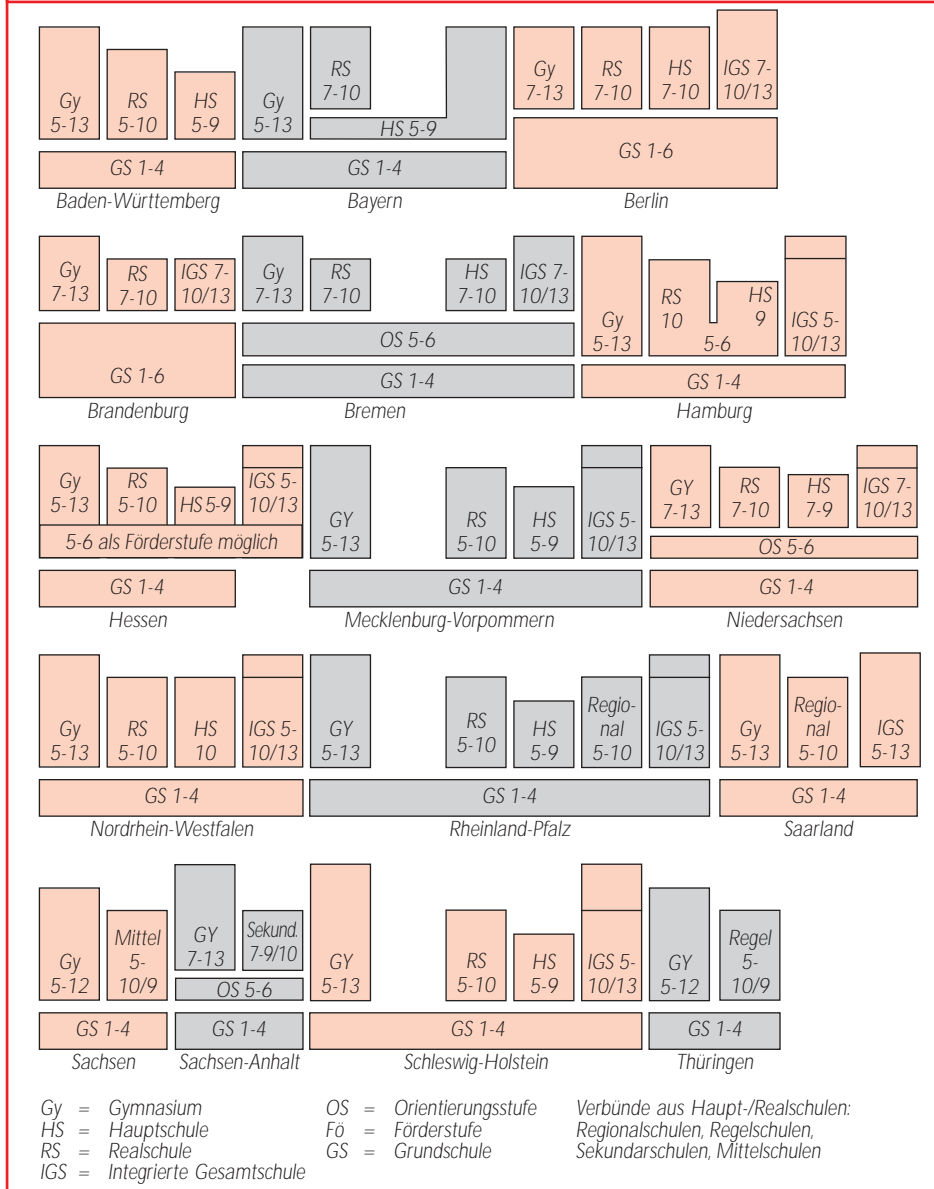 Gy
5-13
RS
5-10
HS
5-9
GS 1-4
Baden-Württemberg
Gy
5-13
RS
7-10
HS 5-9
GS 1-4
Bayern
Gy
7-13
RS
7-10
HS
7-10
IGS 7-
10/13
GS 1-6
Berlin
Gy
7-13
RS
7-10
IGS 7-
10/13
GS 1-6
Brandenburg
Gy
7-13
RS
7-10
HS
7-10
IGS 7-
10/13
OS 5-6
GS 1-4
Bremen
Gy
5-13
RS
10
HS
9
5-6
IGS 5-
10/13
GS 1-4
Hamburg
Gy
5-13
RS
5-10
HS 5-9
IGS 5-
10/13
5-6 als Förderstufe möglich
GS 1-4
Hessen
GY
5-13
RS
5-10
HS
5-9
IGS 5-
10/13
GS 1-4
Mecklenburg-Vorpommern
GY
7-13
RS
7-10
HS
7-9
IGS 7-
10/13
OS 5-6
GS 1-4
Niedersachsen
Gy
5-13
RS
5-10
HS
10
IGS 5-
10/13
GS 1-4
Nordrhein-Westfalen
GY
5-13
RS
5-10
HS
5-9
Regio-
nal
5-10
IGS 5-
10/13
GS 1-4
Rheinland-Pfalz
Gy
5-13
Regio-
nal
5-10
IGS
5-13
GS 1-4
Saarland
Gy
5-12
Mittel
5-
10/9
GS 1-4
Sachsen
GY
7-13
Sekund.
7-9/10
OS 5-6
GS 1-4
Sachsen-Anhalt
GY
5-13
RS
5-10
HS
5-9
IGS 5-
10/13
GS 1-4
Schleswig-Holstein
GY
5-12
Regel
5-
10/9
GS 1-4
Thüringen
Gy = Gymnasium
HS = Hauptschule
RS = Realschule
IGS = Integrierte Gesamtschule
OS = Orientierungsstufe
Fö = Förderstufe
GS = Grundschule
Verbünde aus Haupt-/Realschulen:
Regionalschulen, Regelschulen,
Sekundarschulen, Mittelschulen